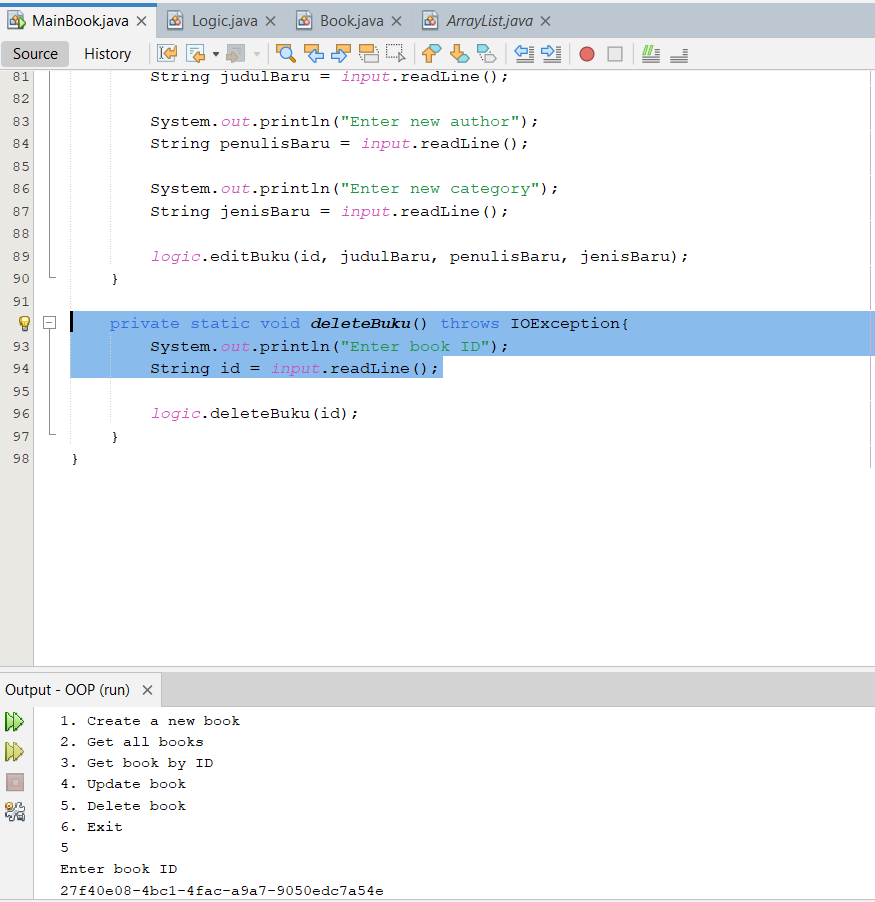 MainBook.java Logic.java Book.java ArrayList.java
Source History
81 String judulBaru = input.readLine();
82
83 System.out.println("Enter new author");
84 String penulisBaru = input.readLine();
85
86 System.out.println("Enter new category");
87 String jenisBaru = input.readLine();
88
89 logic.editBuku(id, judulBaru, penulisBaru, jenisBaru);
90 }
91
private static void deleteBuku() throws IOException{
93 System.out.println("Enter book ID");
94 String id = input.readLine();
95
96 logic.deleteBuku(id);
97 }
98 }
Output - OOP (run)
1. Create a new book
2. Get all books
3. Get book by ID
4. Update book
5. Delete book
6. Exit
5
Enter book ID
27f40e08-4bc1-4fac-a9a7-9050edc7a54e